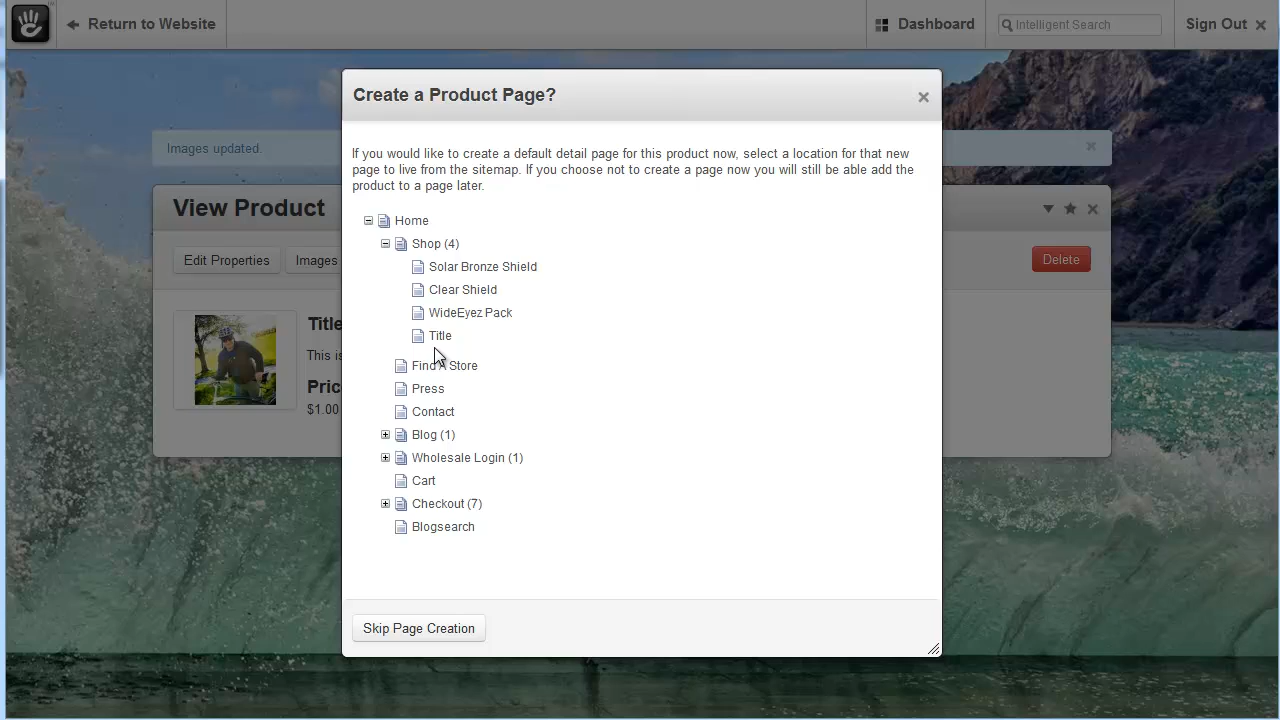 Return to Website
Dashboard
Intelligent Search
Sign Out
Create a Product Page?
Images updated.
If you would like to create a default detail page for this product now, select a location for that new
page to live from the sitemap. If you choose not to create a page now you will still be able add the
product to a page later.
View Product
Home
Shop (4)
Edit Properties
Images
Delete
Solar Bronze Shield
Clear Shield
WideEyez Pack
Title
Title
This is
Find A Store
Pric
Press
$1.00
Contact
Blog (1)
Wholesale Login (1)
Cart
Checkout (7)
Blogsearch
Skip Page Creation